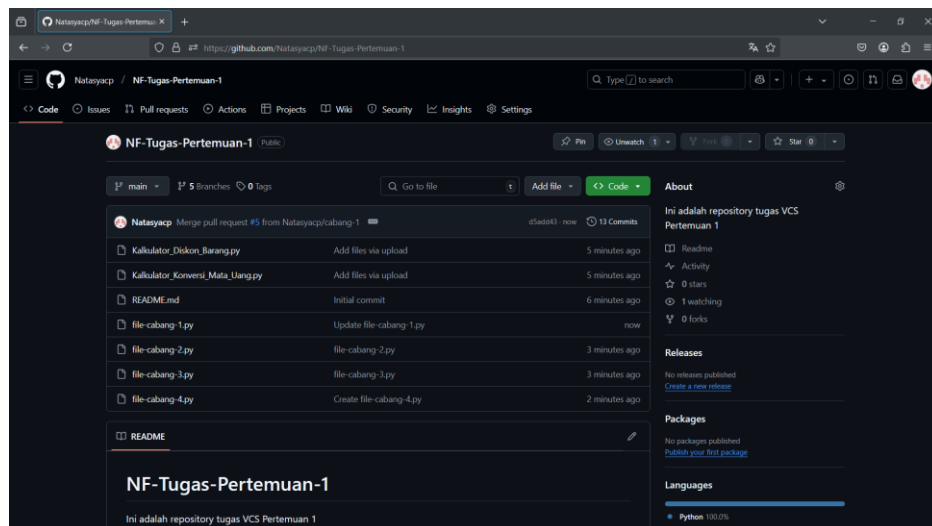 Natasyacp/NF-Tugas-Pertemuan
https://github.com/Natasyacp/NF-Tugas-Pertemuan-1
Natasyacp / NF-Tugas-Pertemuan-1
Type / to search
Code Issues Pull requests Actions Projects Wiki Security Insights Settings
NF-Tugas-Pertemuan-1 Public
Pin Unwatch 1 Fork 0 Star 0
main 5 Branches 0 Tags
Go to file t Add file Code
Natasyacp Merge pull request #5 from Natasyacp/cabang-1
d5add43 · now 13 Commits
Kalkulator_Diskon_Barang.py Add files via upload 5 minutes ago
Kalkulator_Konversi_Mata_Uang.py Add files via upload 5 minutes ago
README.md Initial commit 6 minutes ago
file-cabang-1.py Update file-cabang-1.py now
file-cabang-2.py file-cabang-2.py 3 minutes ago
file-cabang-3.py file-cabang-3.py 3 minutes ago
file-cabang-4.py Create file-cabang-4.py 2 minutes ago
README
NF-Tugas-Pertemuan-1
Ini adalah repository tugas VCS Pertemuan 1
About
Ini adalah repository tugas VCS
Pertemuan 1
Readme
Activity
0 stars
1 watching
0 forks
Releases
No releases published
Create a new release
Packages
No packages published
Publish your first package
Languages
Python 100.0%